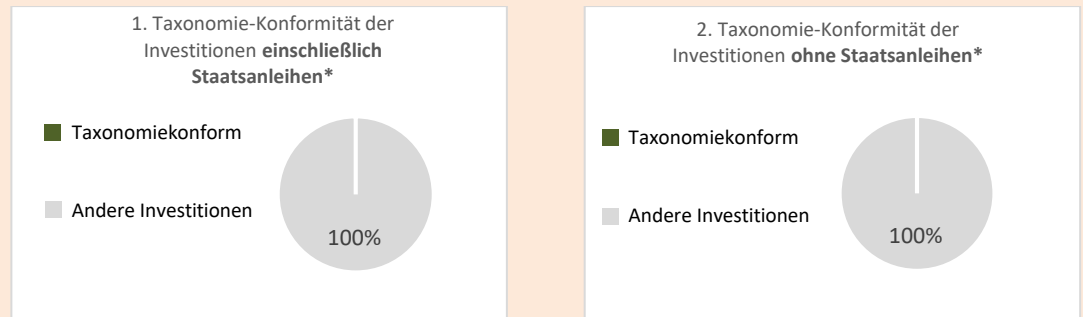 1. Taxonomie-Konformität der
Investitionen einschließlich
Staatsanleihen*
Taxonomiekonform
Andere Investitionen
100%
2. Taxonomie-Konformität der
Investitionen ohne Staatsanleihen*
Taxonomiekonform
Andere Investitionen
100%